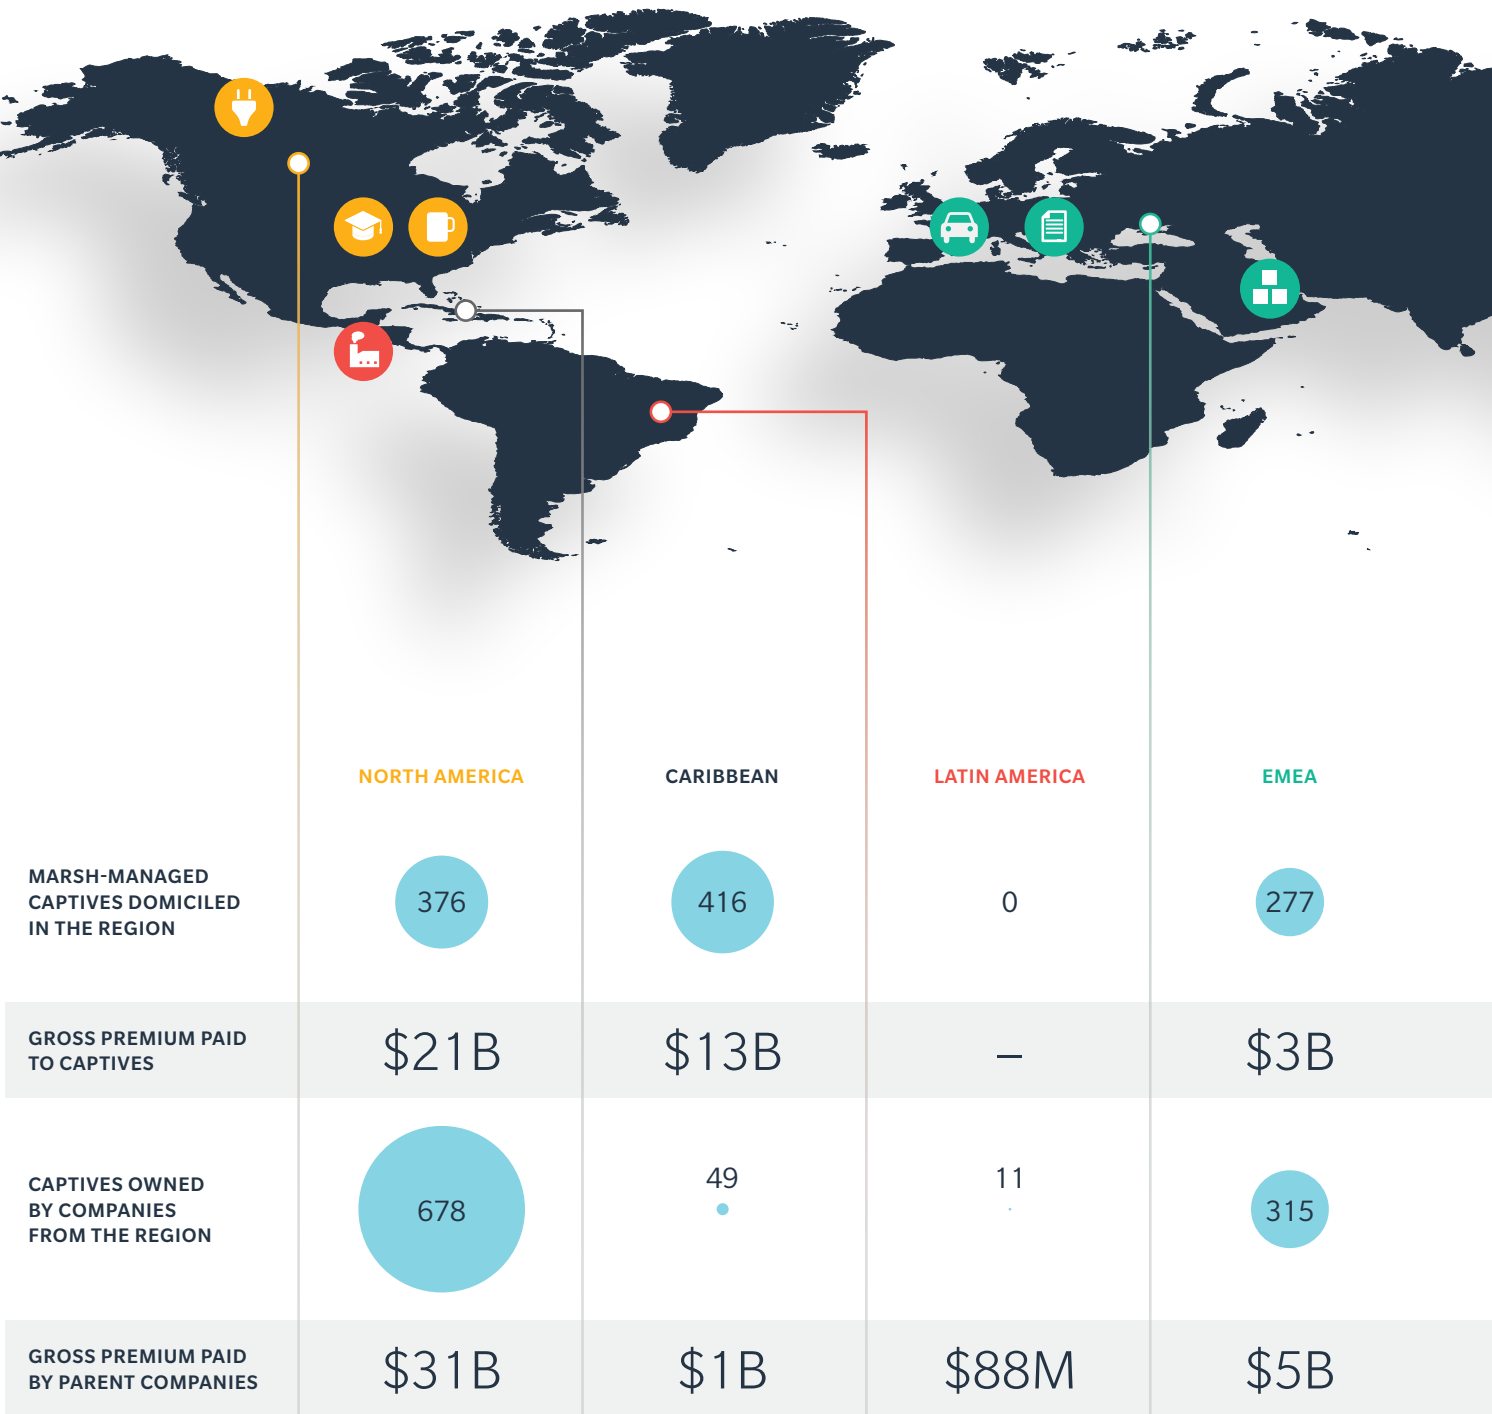 NORTH AMERICA
CARIBBEAN
LATIN AMERICA
EMEA
MARSH-MANAGED
CAPTIVES DOMICILED
IN THE REGION
376
416
0
277
GROSS PREMIUM PAID
TO CAPTIVES
$21B
$13B
–
$3B
CAPTIVES OWNED
BY COMPANIES
FROM THE REGION
678
49
11
315
GROSS PREMIUM PAID
BY PARENT COMPANIES
$31B
$1B
$88M
$5B